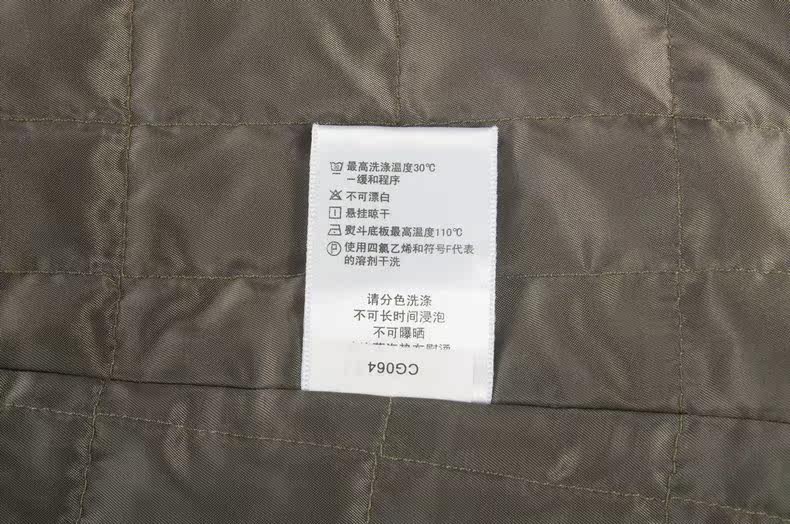 最高洗涤温度30℃
一缓和程序
不可漂白
悬挂晾干
熨斗底板最高温度110℃
P 使用四氯乙烯和符号F代表
的溶剂干洗
请分色洗涤
不可长时间浸泡
不可曝晒
CG064